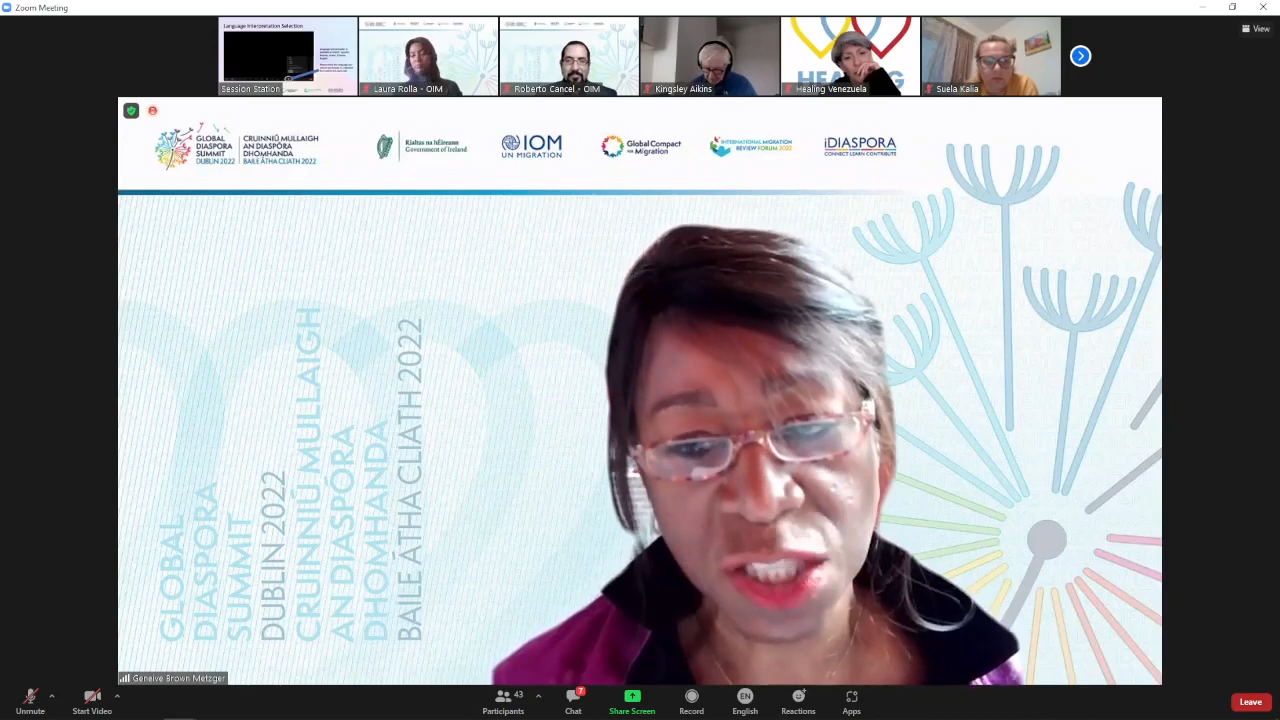 Zoom Meeting
View
Language Interpretation Selection
Session Station
Laura Rolla - OIM
Roberto Cancel - OIM
Kingsley Aikins
Healing Venezuela
Suela Kalia
HEALING
GLOBAL
DIASPORA
SUMMIT
DUBLIN 2022
CRUINNIÚ MULLAIGH
AN DIASPÓRA
DHOMHANDA
BAILE ÁTHA CLIATH 2022
Rialtas na hÉireann
Government of Ireland
IOM
UN MIGRATION
Global Compact
FOR Migration
INTERNATIONAL MIGRATION
REVIEW FORUM 2022
iDIASPORA
CONNECT LEARN CONTRIBUTE
GLOBAL
DIASPORA
SUMMIT
DUBLIN 2022
CRUINNIÚ MULLAIGH
AN DIASPÓRA
DHOMHANDA
BAILE ÁTHA CLIATH 2022
Geneive Brown Metzger
Unmute
Start Video
Participants
43
Chat
7
Share Screen
Record
EN
English
Reactions
Apps
Leave